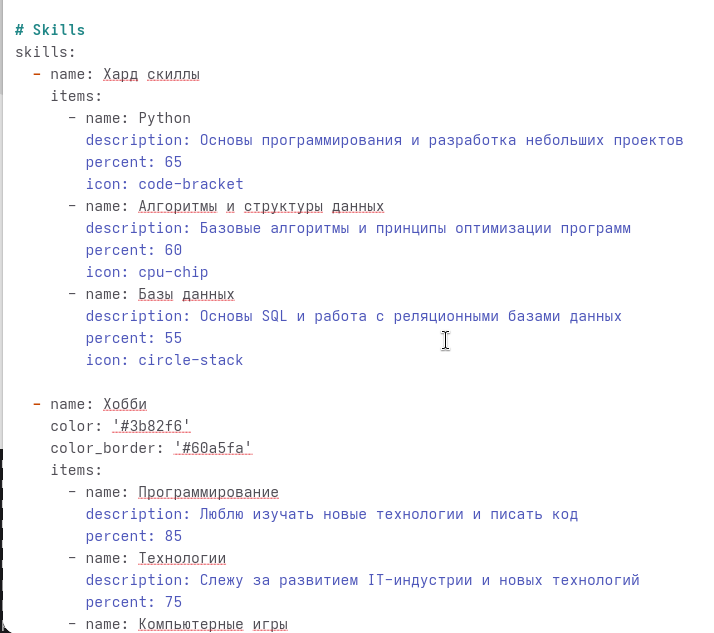 # Skills
skills:
- name: Хард скиллы
items:
- name: Python
description: Основы программирования и разработка небольших проектов
percent: 65
icon: code-bracket
- name: Алгоритмы и структуры данных
description: Базовые алгоритмы и принципы оптимизации программ
percent: 60
icon: cpu-chip
- name: Базы данных
description: Основы SQL и работа с реляционными базами данных
percent: 55
icon: circle-stack
- name: Хобби
color: '#3b82f6'
color_border: '#60a5fa'
items:
- name: Программирование
description: Люблю изучать новые технологии и писать код
percent: 85
- name: Технологии
description: Слежу за развитием IT-индустрии и новых технологий
percent: 75
- name: Компьютерные игры